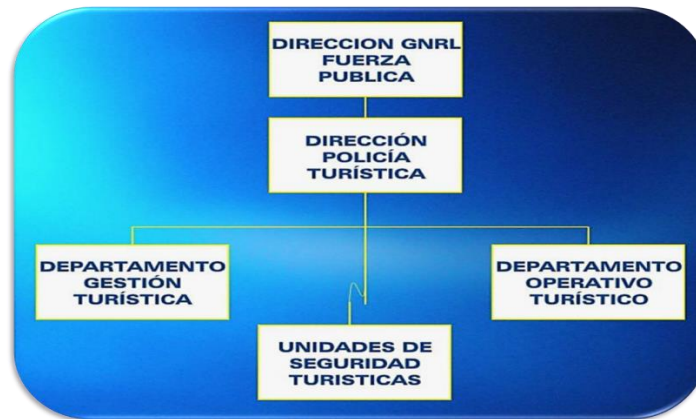 DIRECCION GNRL
FUERZA
PUBLICA
DIRECCIÓN
POLICÍA
TURÍSTICA
DEPARTAMENTO
GESTIÓN
TURÍSTICA
DEPARTAMENTO
OPERATIVO
TURÍSTICO
UNIDADES DE
SEGURIDAD
TURISTICAS